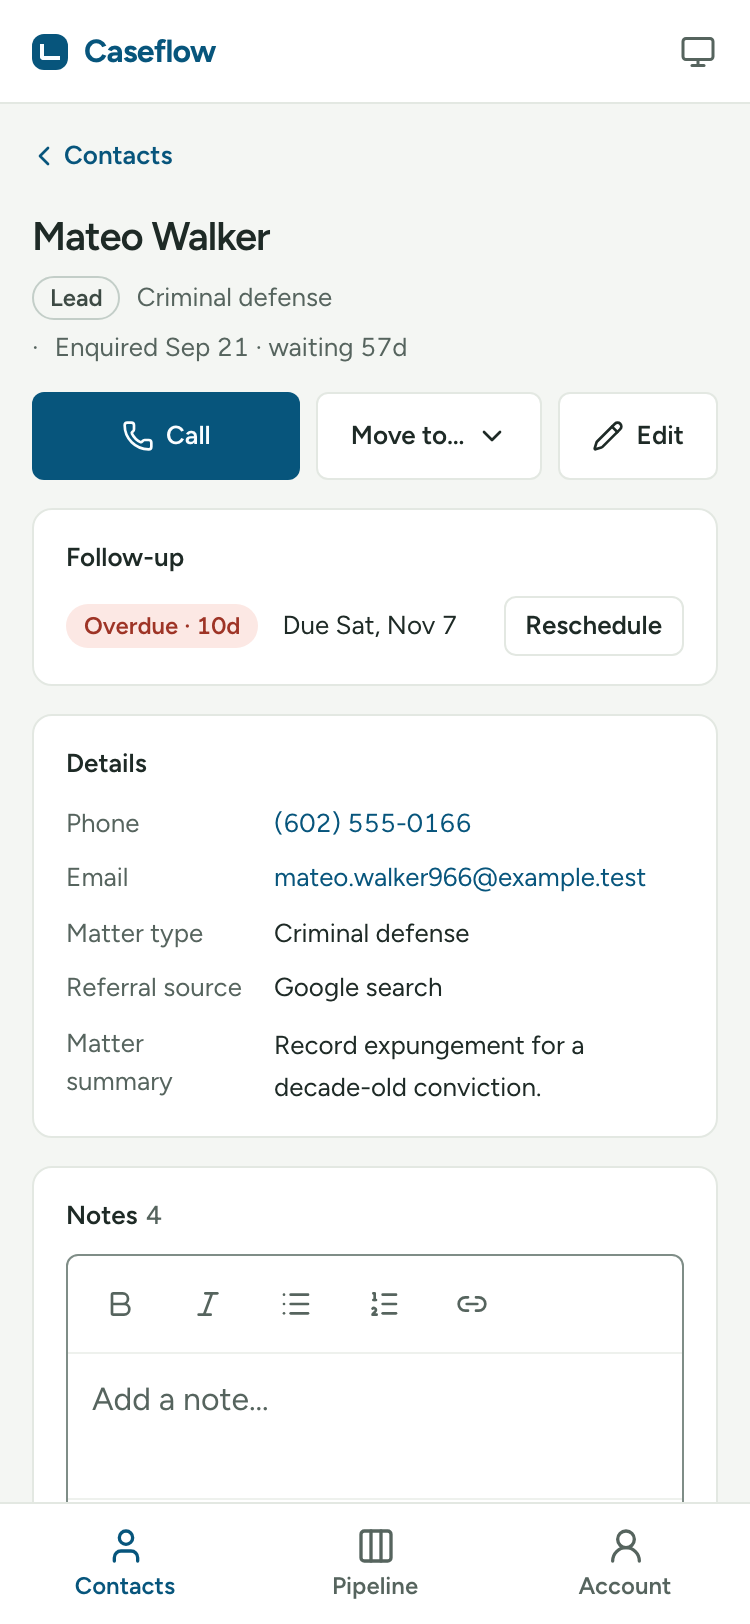 Caseflow
Contacts
Mateo Walker
Lead Criminal defense
· Enquired Sep 21 · waiting 57d
Call Move to... Edit
Follow-up
Overdue · 10d Due Sat, Nov 7 Reschedule
Details
Phone (602) 555-0166
Email mateo.walker966@example.test
Matter type Criminal defense
Referral source Google search
Matter summary Record expungement for a
decade-old conviction.
Notes 4
Add a note...
Contacts Pipeline Account